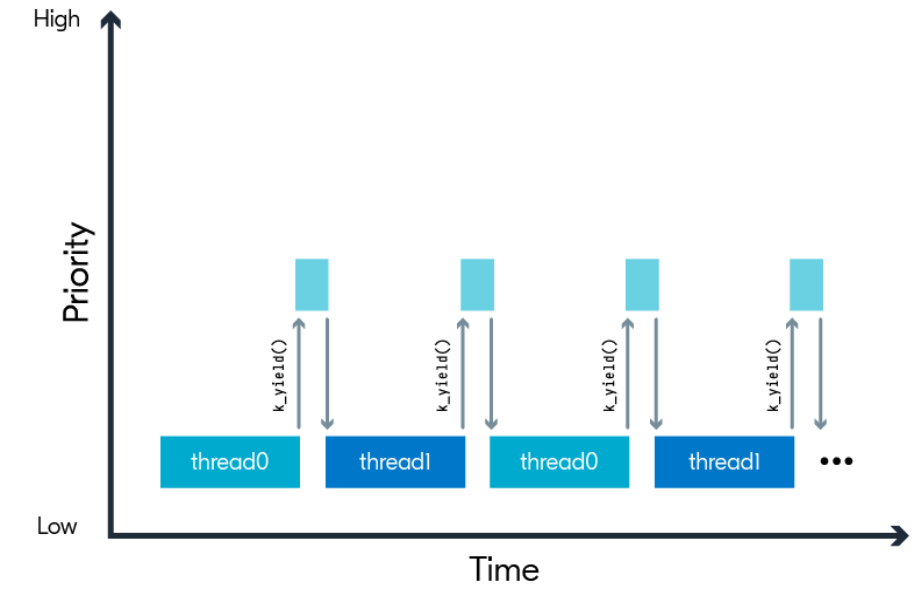 High
Priority
k_yield()
k_yield()
k_yield()
k_yield()
thread0
thread1
thread0
thread1
•••
Low
Time